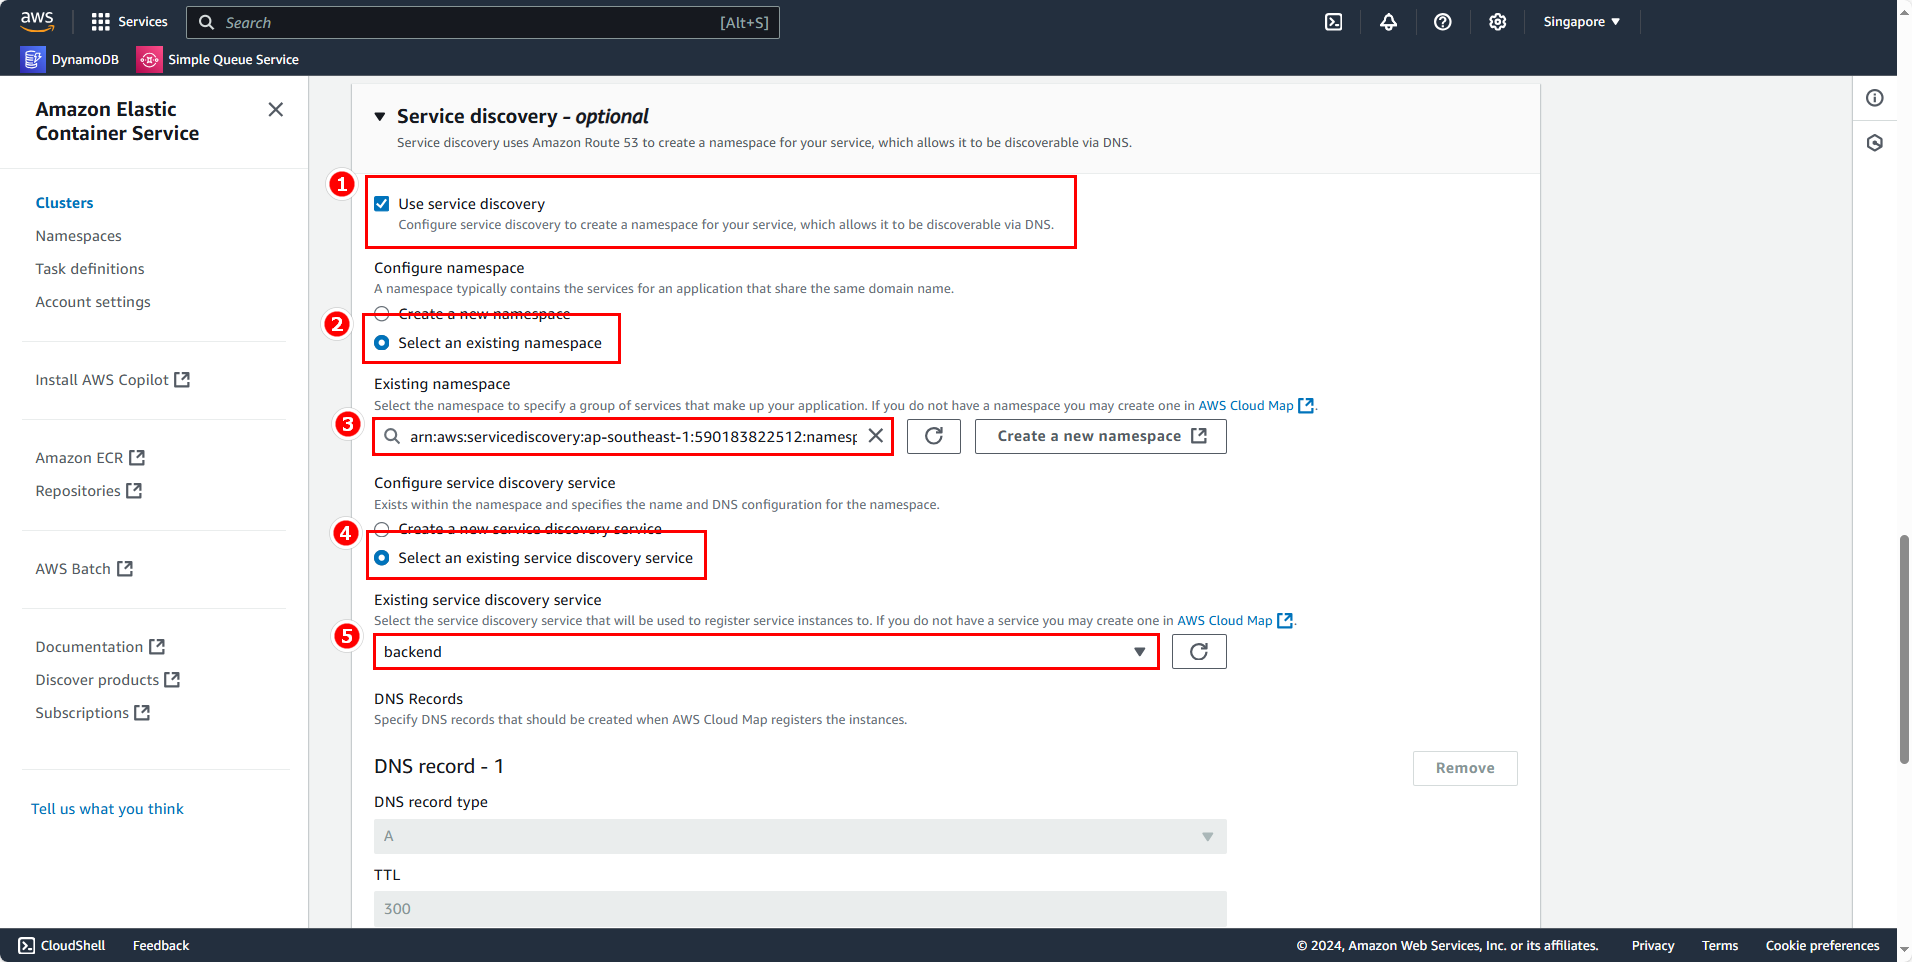 aws
Services
Search
[Alt+S]
Singapore
DynamoDB
Simple Queue Service
Amazon Elastic
Container Service
Clusters
Namespaces
Task definitions
Account settings
Install AWS Copilot
Amazon ECR
Repositories
AWS Batch
Documentation
Discover products
Subscriptions
Tell us what you think
Service discovery - optional
Service discovery uses Amazon Route 53 to create a namespace for your service, which allows it to be discoverable via DNS.
1
Use service discovery
Configure service discovery to create a namespace for your service, which allows it to be discoverable via DNS.
Configure namespace
A namespace typically contains the services for an application that share the same domain name.
Create a new namespace
2
Select an existing namespace
Existing namespace
Select the namespace to specify a group of services that make up your application. If you do not have a namespace you may create one in AWS Cloud Map.
3
arn:aws:servicediscovery:ap-southeast-1:590183822512:namesp
Create a new namespace
Configure service discovery service
Exists within the namespace and specifies the name and DNS configuration for the namespace.
Create a new service discovery service
4
Select an existing service discovery service
Existing service discovery service
Select the service discovery service that will be used to register service instances to. If you do not have a service you may create one in AWS Cloud Map.
5
backend
DNS Records
Specify DNS records that should be created when AWS Cloud Map registers the instances.
DNS record - 1
Remove
DNS record type
A
TTL
300
CloudShell
Feedback
© 2024, Amazon Web Services, Inc. or its affiliates.
Privacy
Terms
Cookie preferences